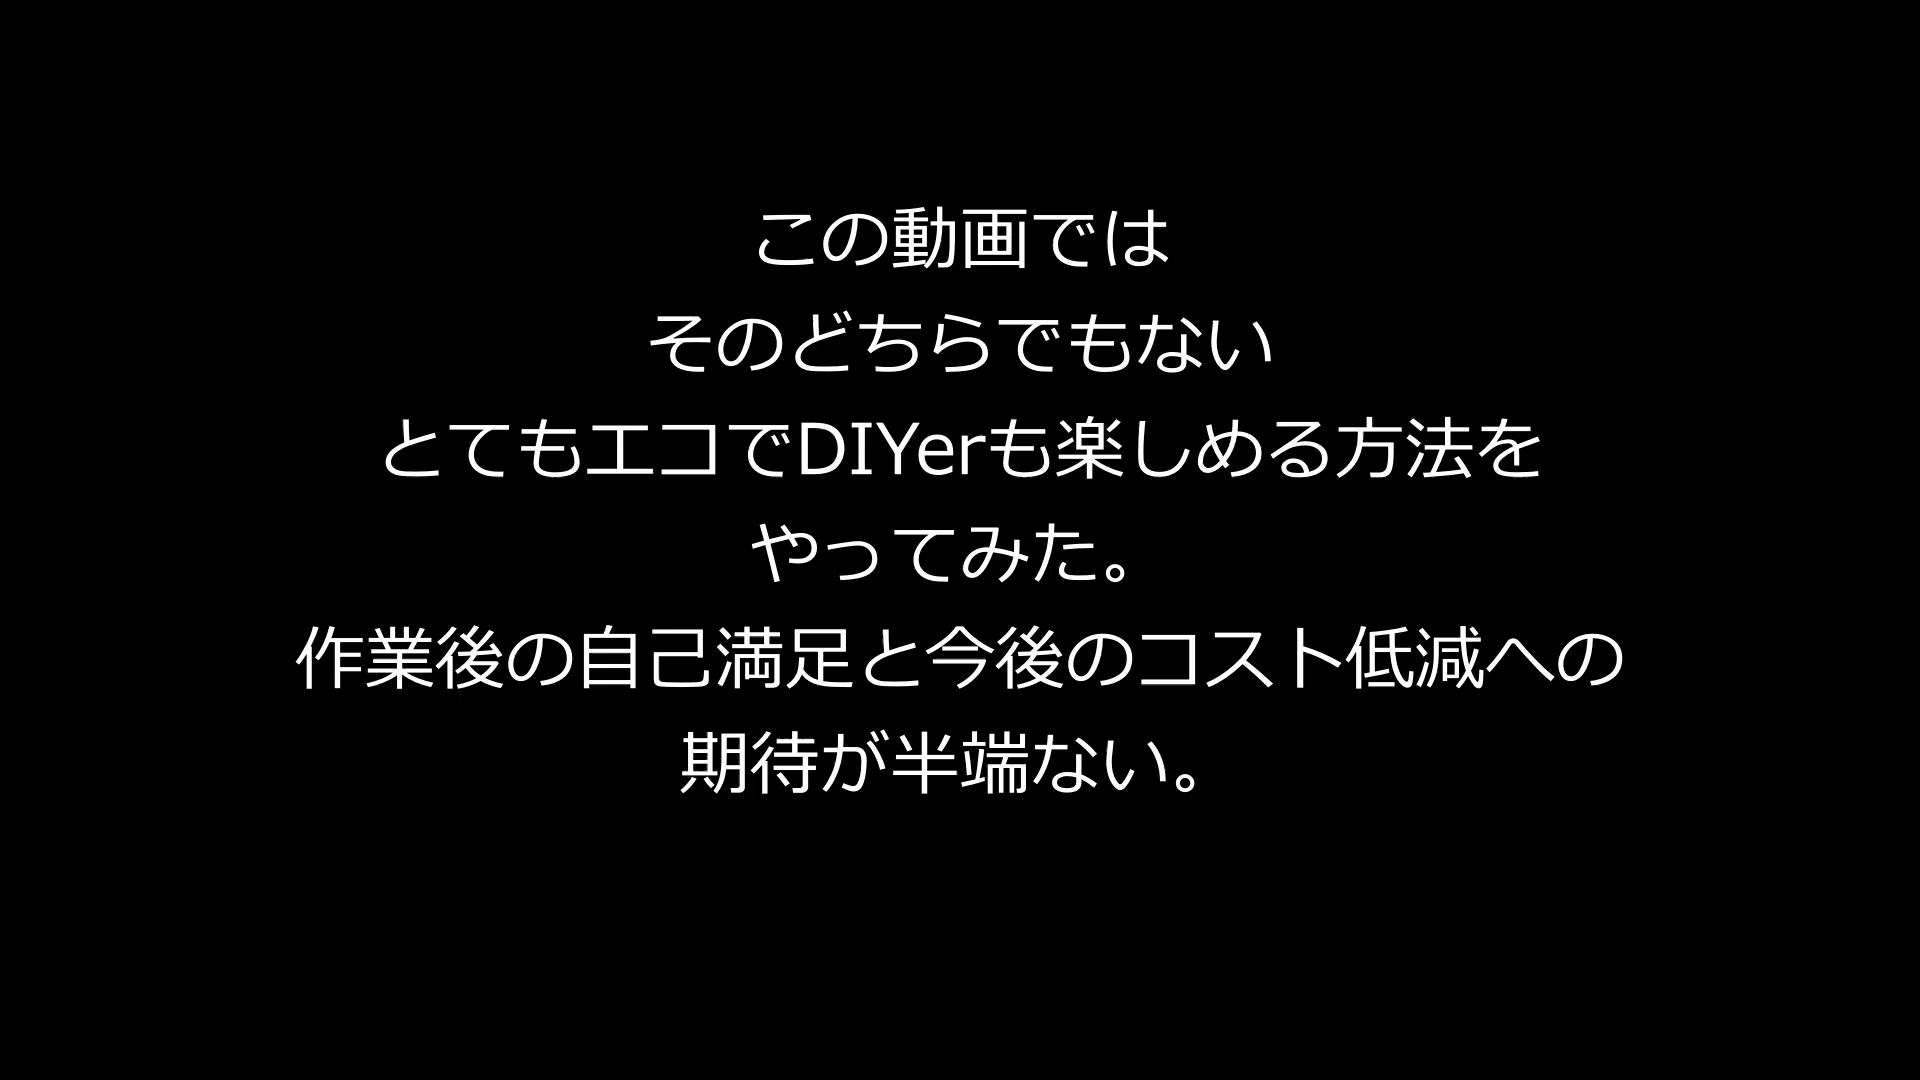 この動画では
そのどちらでもない
とてもエコでDIYerも楽しめる方法を
やってみた。
作業後の自己満足と今後のコスト低減への
期待が半端ない。